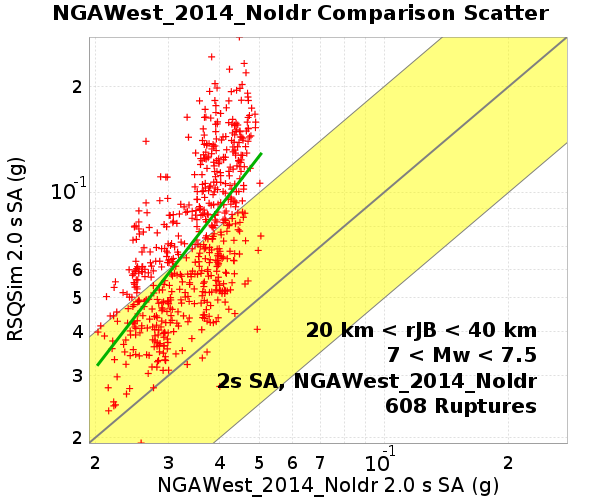 NGAWest_2014_NoIdr Comparison Scatter
RSQSim 2.0 s SA (g)
2
10-1
8
6
5
4
3
2
20 km < rJB < 40 km
7 < Mw < 7.5
2s SA, NGAWest_2014_NoIdr
608 Ruptures
2 3 4 5 6 7 10-1 2
NGAWest_2014_NoIdr 2.0 s SA (g)